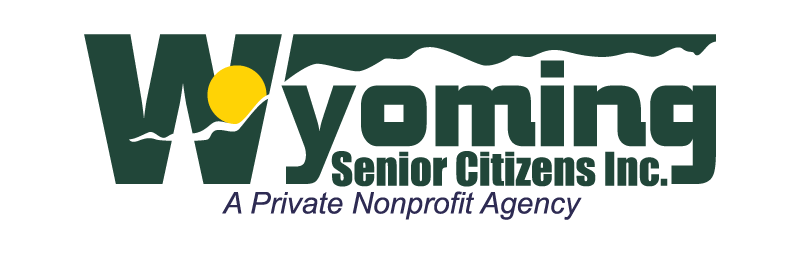 Wyoming
Senior Citizens Inc.
A Private Nonprofit Agency